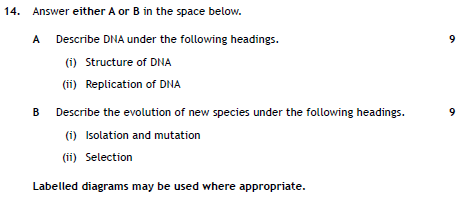 14. Answer either A or B in the space below.
A Describe DNA under the following headings. 9
(i) Structure of DNA
(ii) Replication of DNA
B Describe the evolution of new species under the following headings. 9
(i) Isolation and mutation
(ii) Selection
Labelled diagrams may be used where appropriate.